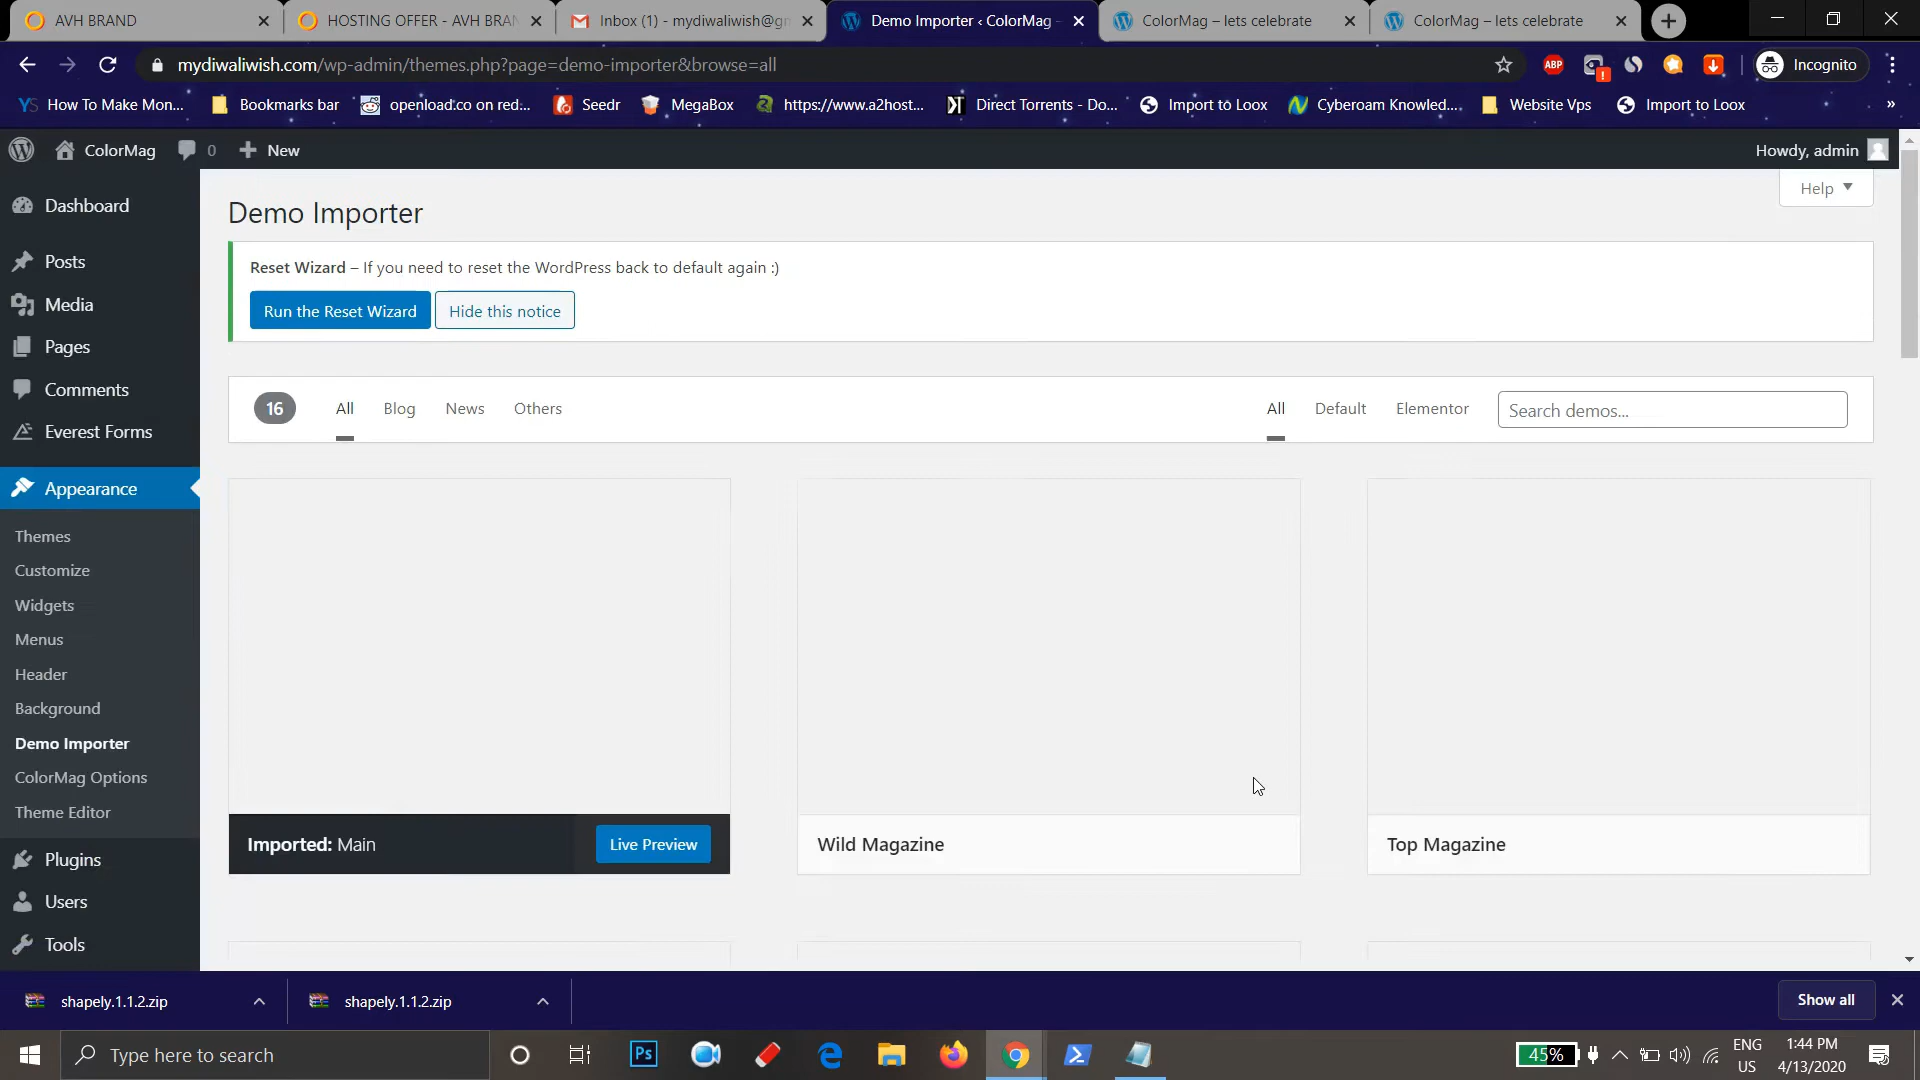 AVH BRAND
HOSTING OFFER - AVH BRAN
Inbox (1) - mydiwaliwish@gm
Demo Importer ‹ ColorMag -
ColorMag – lets celebrate
ColorMag – lets celebrate
mydiwaliwish.com/wp-admin/themes.php?page=demo-importer&browse=all
ABP
Incognito
How To Make Mon...
Bookmarks bar
openload.co on red...
Seedr
MegaBox
https://www.a2host...
Direct Torrents - Do...
Import to Loox
Cyberoam Knowled...
Website Vps
Import to Loox
»
ColorMag
0
New
Howdy, admin
Help
Dashboard
Posts
Media
Pages
Comments
Everest Forms
Appearance
Themes
Customize
Widgets
Menus
Header
Background
Demo Importer
ColorMag Options
Theme Editor
Plugins
Users
Tools
Demo Importer
Reset Wizard – If you need to reset the WordPress back to default again :)
Run the Reset Wizard
Hide this notice
16
All
Blog
News
Others
All
Default
Elementor
Search demos...
Imported: Main
Live Preview
Wild Magazine
Top Magazine
shapely.1.1.2.zip
shapely.1.1.2.zip
Show all
Type here to search
Ps
45%
ENG
US
1:44 PM
4/13/2020